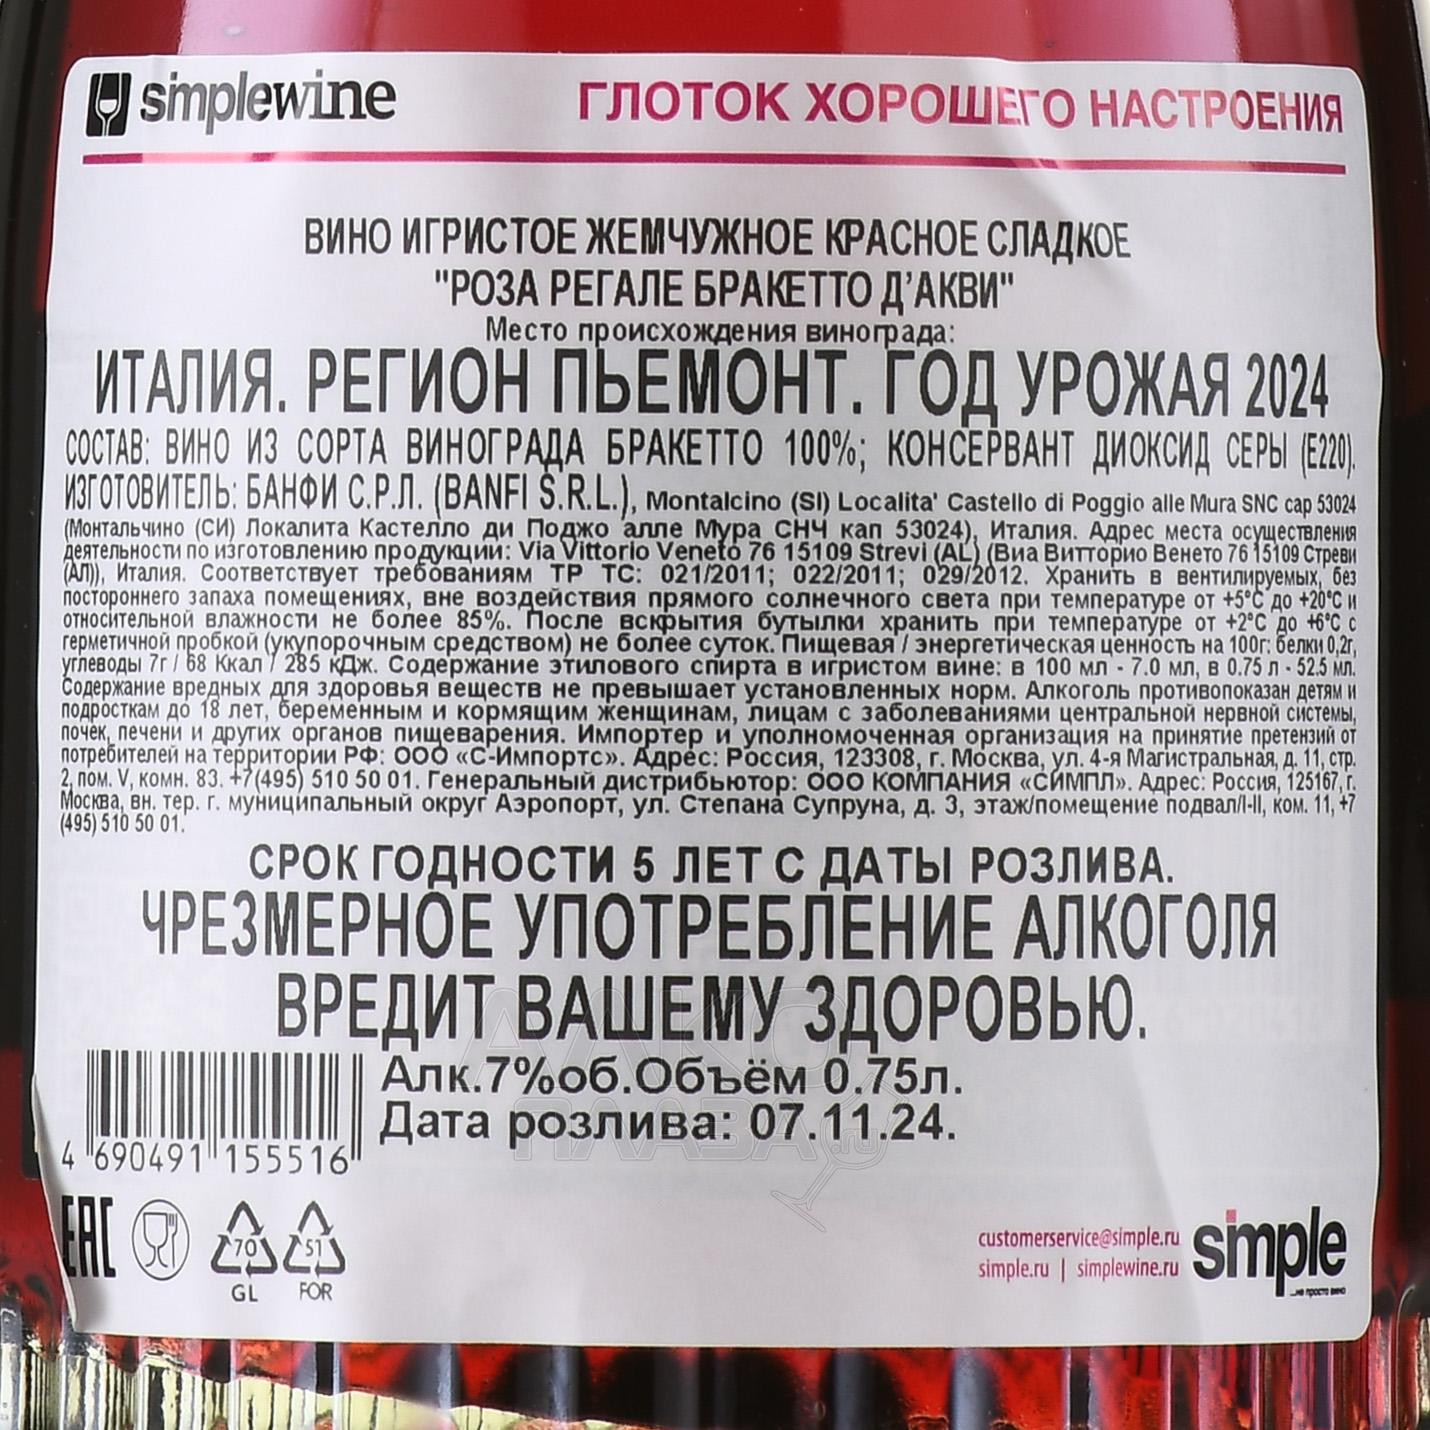 simplewine
ГЛОТОК ХОРОШЕГО НАСТРОЕНИЯ
ВИНО ИГРИСТОЕ ЖЕМЧУЖНОЕ КРАСНОЕ СЛАДКОЕ
"РОЗА РЕГАЛЕ БРАКЕТТО Д'АКВИ"
Место происхождения винограда:
ИТАЛИЯ. РЕГИОН ПЬЕМОНТ. ГОД УРОЖАЯ 2024
СОСТАВ: ВИНО ИЗ СОРТА ВИНОГРАДА БРАКЕТТО 100%; КОНСЕРВАНТ ДИОКСИД СЕРЫ (Е220).
ИЗГОТОВИТЕЛЬ: БАНФИ С.Р.Л. (BANFI S.R.L.), Montalcino (SI) Localita' Castello di Poggio alle Mura SNC cap 53024
(Монтальчино (СИ) Локалита Кастелло ди Поджо алле Мура СНЧ кап 53024), Италия. Адрес места осуществления
деятельности по изготовлению продукции: Via Vittorio Veneto 76 15109 Strevi (AL) (Виа Витторио Венето 76 15109 Стреви
(АЛ)), Италия. Соответствует требованиям ТР ТС: 021/2011; 022/2011; 029/2012. Хранить в вентилируемых, без
постороннего запаха помещениях, вне воздействия прямого солнечного света при температуре от +5°С до +20°С и
относительной влажности не более 85%. После вскрытия бутылки хранить при температуре от +2°С до +6°С с
герметичной пробкой (укупорочным средством) не более суток. Пищевая / энергетическая ценность на 100г: белки 0,2г,
углеводы 7г / 68 Ккал / 285 кДж. Содержание этилового спирта в игристом вине: в 100 мл - 7.0 мл, в 0.75 л - 52.5 мл.
Содержание вредных для здоровья веществ не превышает установленных норм. Алкоголь противопоказан детям и
подросткам до 18 лет, беременным и кормящим женщинам, лицам с заболеваниями центральной нервной системы,
почек, печени и других органов пищеварения. Импортер и уполномоченная организация на принятие претензий от
потребителей на территории РФ: ООО «С-Импортс». Адрес: Россия, 123308, г. Москва, ул. 4-я Магистральная, д. 11, стр.
2, пом. V, комн. 83. +7(495) 510 50 01. Генеральный дистрибьютор: ООО КОМПАНИЯ «СИМПЛ». Адрес: Россия, 125167, г.
Москва, вн. тер. г. муниципальный округ Аэропорт, ул. Степана Супруна, д. 3, этаж/помещение подвал/I-II, ком. 11, +7
(495) 510 50 01.
СРОК ГОДНОСТИ 5 ЛЕТ С ДАТЫ РОЗЛИВА.
ЧРЕЗМЕРНОЕ УПОТРЕБЛЕНИЕ АЛКОГОЛЯ
ВРЕДИТ ВАШЕМУ ЗДОРОВЬЮ.
Алк.7%об.Объём 0.75л.
Дата розлива: 07.11.24.
АЛКО
ПЛАЗА.ru
4 690491 155516
EAC
70
GL
51
FOR
customerservice@simple.ru
simple.ru | simplewine.ru
simple
...не просто вино